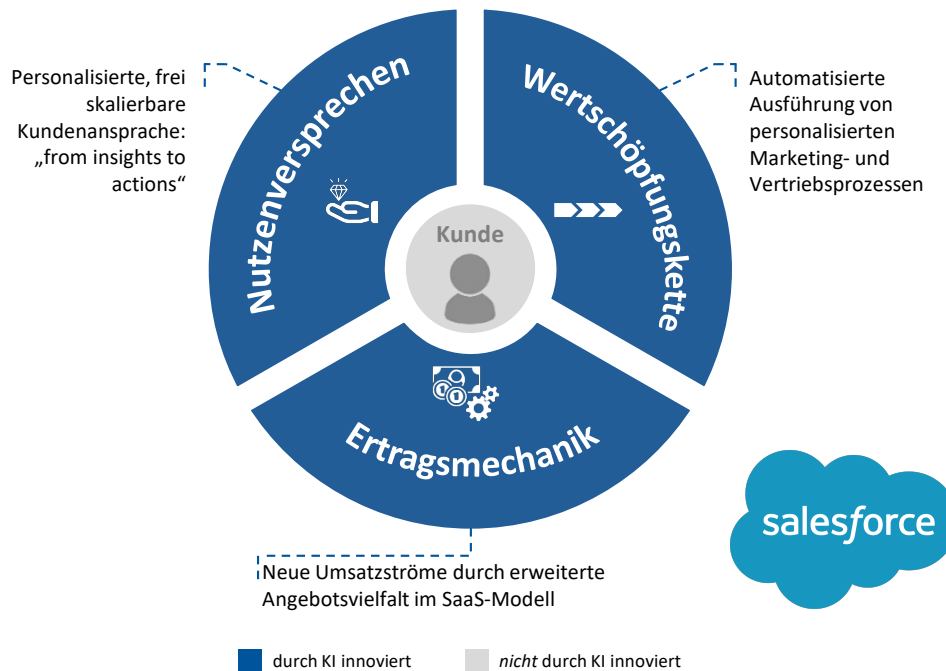 Personalisierte, frei
skalierbare
Kundenansprache:
„from insights to
actions“
Nutzenversprechen
Wertschöpfungskette
Automatisierte
Ausführung von
personalisierten
Marketing- und
Vertriebsprozessen
Kunde
Ertragsmechanik
salesforce
Neue Umsatzströme durch erweiterte
Angebotsvielfalt im SaaS-Modell
durch KI innoviert
nicht durch KI innoviert